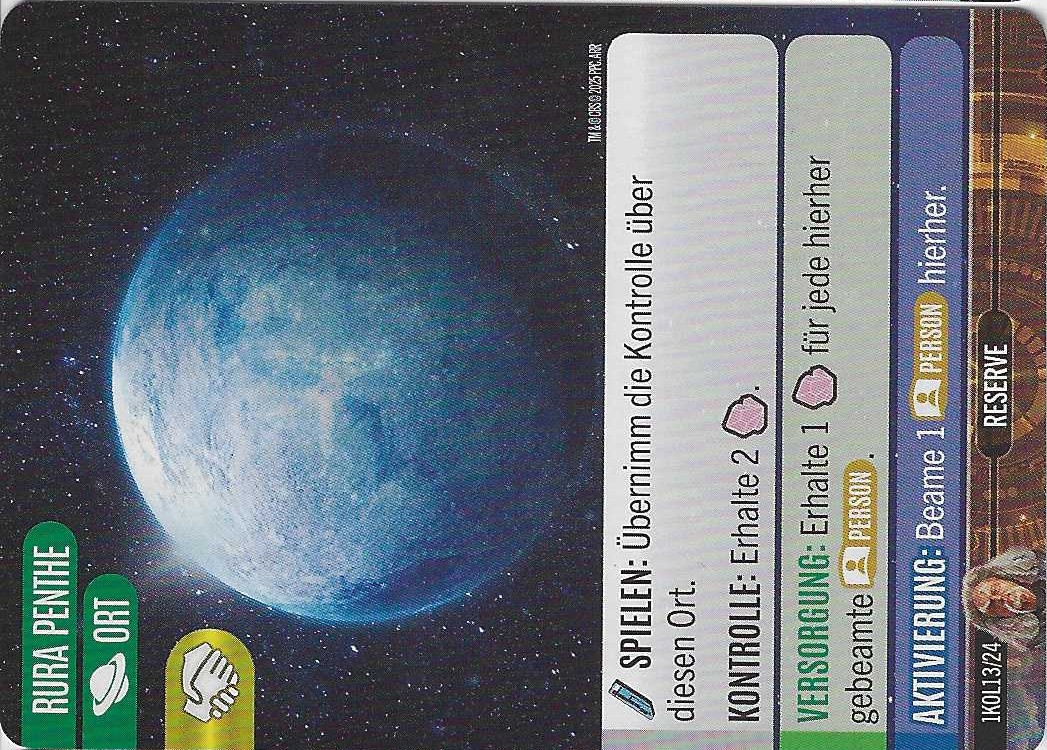 RURA PENTHE
ORT
TM & © CBS © 2025 PPC. ARR
SPIELEN: Übernimm die Kontrolle über
diesen Ort.
KONTROLLE: Erhalte 2 .
VERSORGUNG: Erhalte 1 für jede hierher
gebeamte PERSON .
AKTIVIERUNG: Beame 1 PERSON hierher.
1KOL13/24
RESERVE